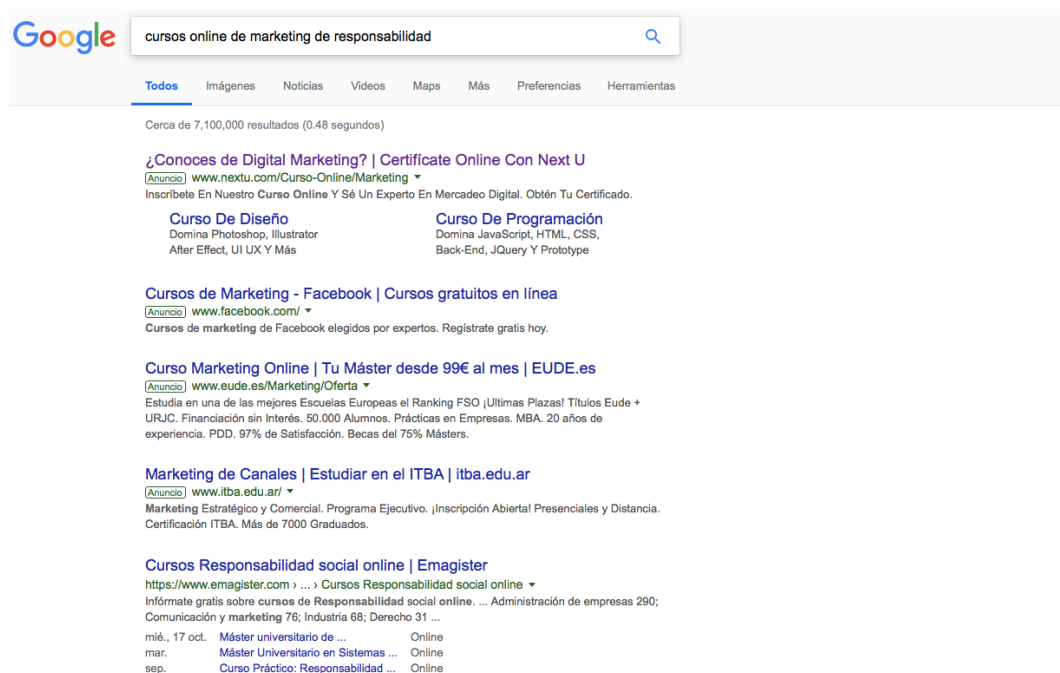 Google
cursos online de marketing de responsabilidad
Todos Imágenes Noticias Videos Maps Más Preferencias Herramientas
Cerca de 7,100,000 resultados (0.48 segundos)
¿Conoces de Digital Marketing? | Certifícate Online Con Next U
Anuncio www.nextu.com/Curso-Online/Marketing
Inscríbete En Nuestro Curso Online Y Sé Un Experto En Mercadeo Digital. Obtén Tu Certificado.
Curso De Diseño Curso De Programación
Domina Photoshop, Illustrator Domina JavaScript, HTML, CSS,
After Effect, UI UX Y Más Back-End, JQuery Y Prototype
Cursos de Marketing - Facebook | Cursos gratuitos en línea
Anuncio www.facebook.com/
Cursos de marketing de Facebook elegidos por expertos. Regístrate gratis hoy.
Curso Marketing Online | Tu Máster desde 99€ al mes | EUDE.es
Anuncio www.eude.es/Marketing/Oferta
Estudia en una de las mejores Escuelas Europeas el Ranking FSO ¡Ultimas Plazas! Títulos Eude +
URJC. Financiación sin Interés. 50.000 Alumnos. Prácticas en Empresas. MBA. 20 años de
experiencia. PDD. 97% de Satisfacción. Becas del 75% Másters.
Marketing de Canales | Estudiar en el ITBA | itba.edu.ar
Anuncio www.itba.edu.ar/
Marketing Estratégico y Comercial. Programa Ejecutivo. ¡Inscripción Abierta! Presenciales y Distancia.
Certificación ITBA. Más de 7000 Graduados.
Cursos Responsabilidad social online | Emagister
https://www.emagister.com › ... › Cursos Responsabilidad social online
Infórmate gratis sobre cursos de Responsabilidad social online. ... Administración de empresas 290;
Comunicación y marketing 76; Industria 68; Derecho 31 ...
mié., 17 oct. Máster universitario de ... Online
mar. Máster Universitario en Sistemas ... Online
sep. Curso Práctico: Responsabilidad ... Online